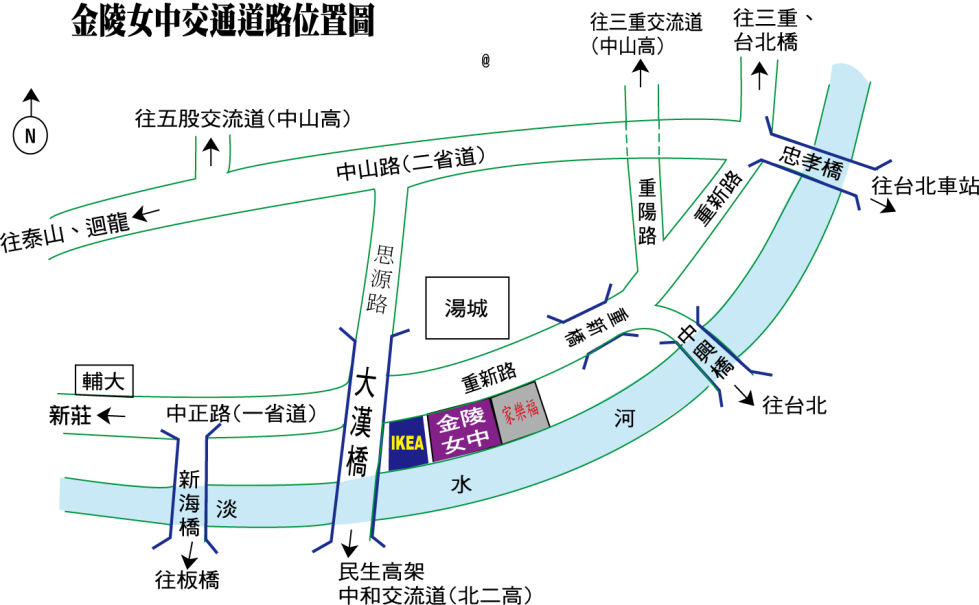 金陵女中交通道路位置圖
@
往三重交流道
（中山高）
往三重、
台北橋
N
往五股交流道（中山高）
中山路（二省道）
忠孝橋
往台北車站
重陽路
重新路
往泰山、迴龍
思源路
湯城
重新橋
中興橋
往台北
輔大
新莊
中正路（一省道）
大漢橋
重新路
IKEA
金陵
女中
家樂福
河
水
淡
新海橋
往板橋
民生高架
中和交流道（北二高）